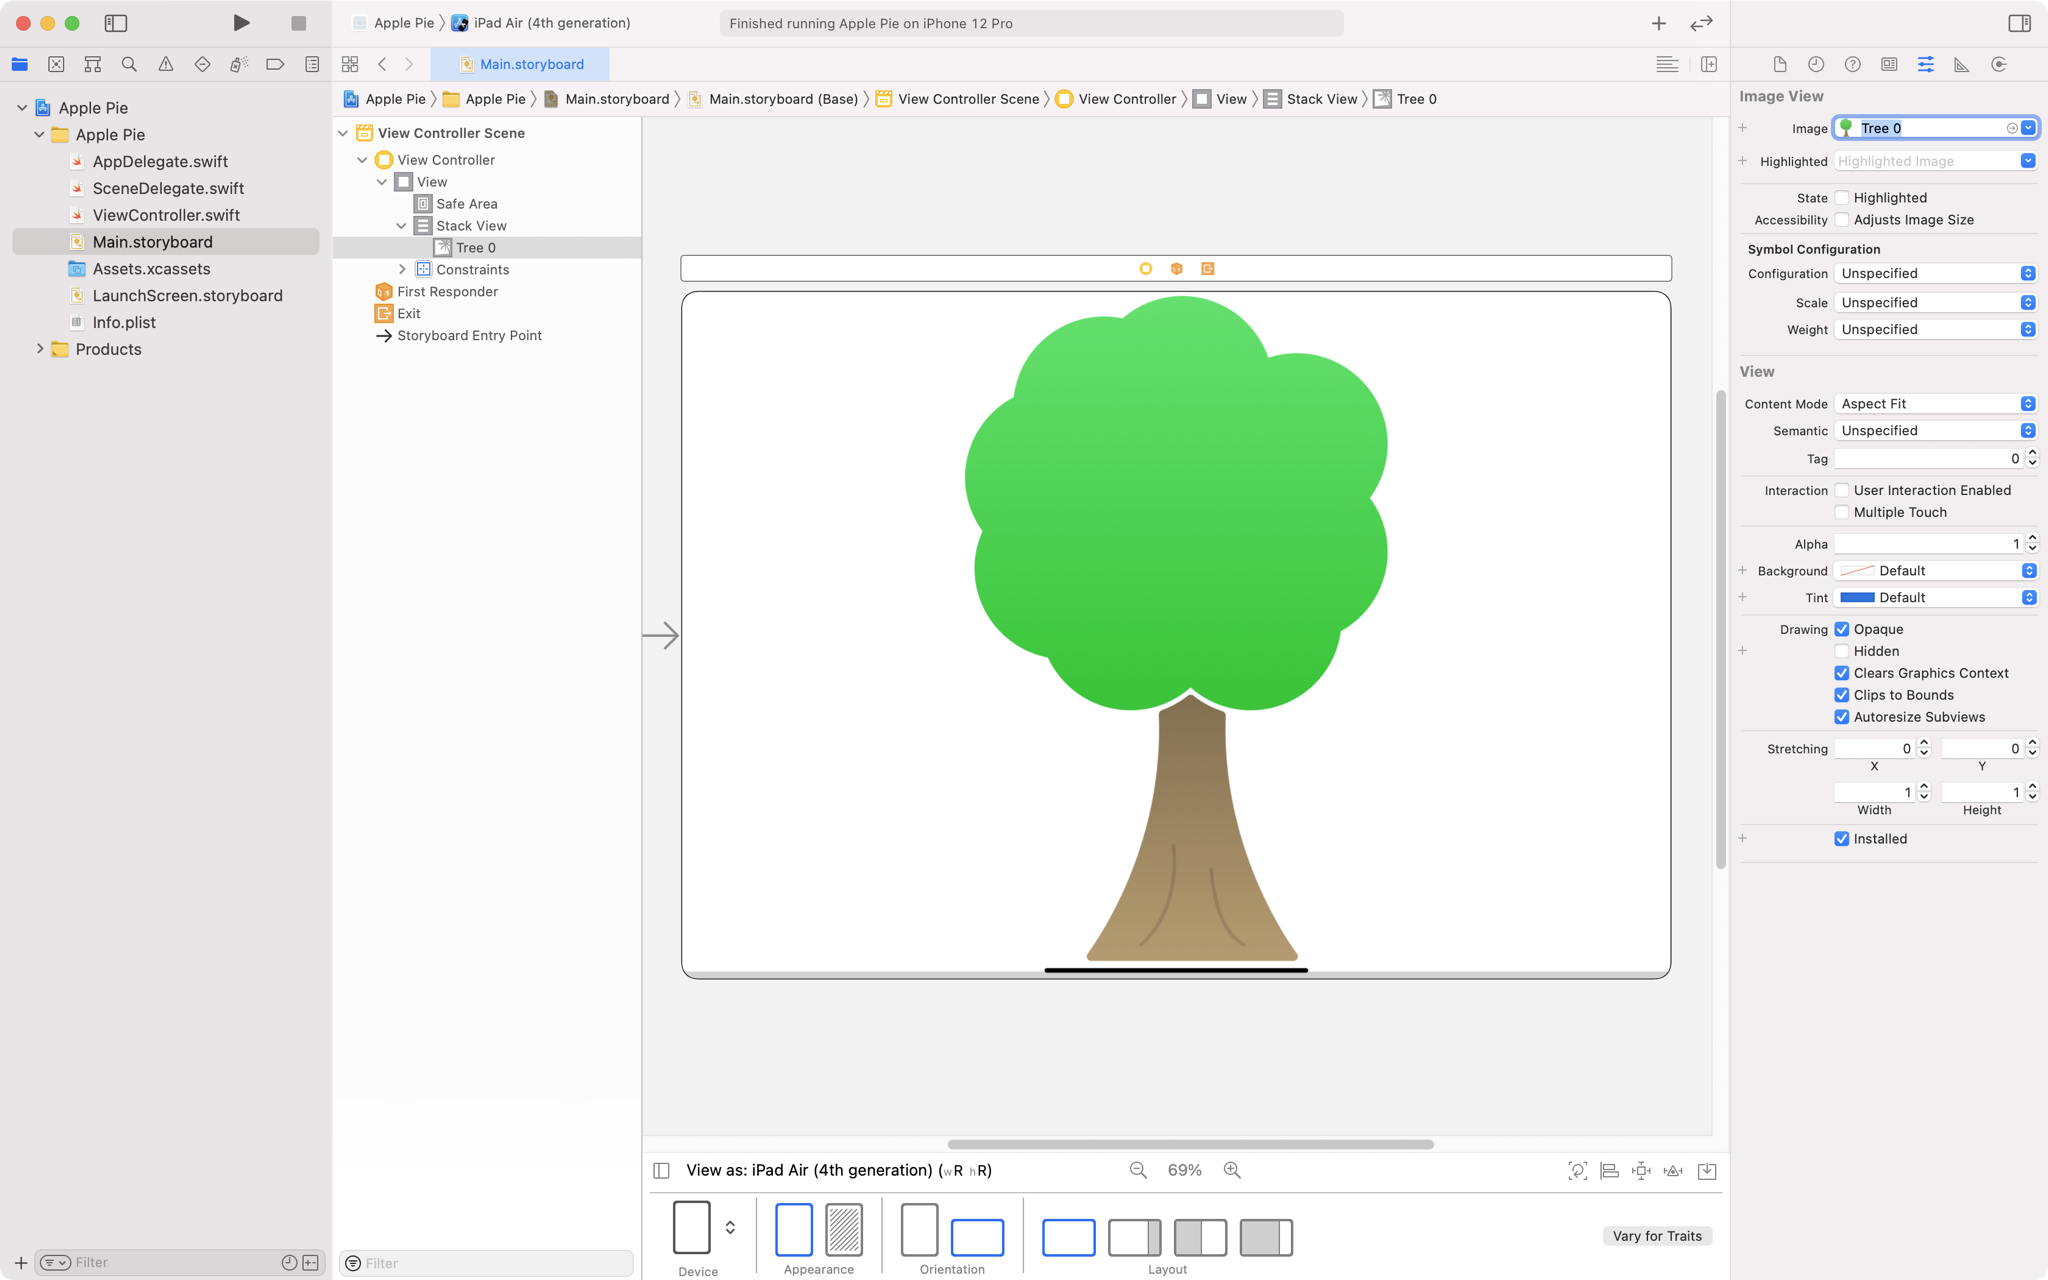 Apple Pie 〉 iPad Air (4th generation)
Finished running Apple Pie on iPhone 12 Pro
Main.storyboard
Apple Pie 〉 Apple Pie 〉 Main.storyboard 〉 Main.storyboard (Base) 〉 View Controller Scene 〉 View Controller 〉 View 〉 Stack View 〉 Tree 0
Apple Pie
Apple Pie
AppDelegate.swift
SceneDelegate.swift
ViewController.swift
Main.storyboard
Assets.xcassets
LaunchScreen.storyboard
Info.plist
Products
Filter
View Controller Scene
View Controller
View
Safe Area
Stack View
Tree 0
Constraints
First Responder
Exit
Storyboard Entry Point
Filter
View as: iPad Air (4th generation) (wR hR)
69%
Device
Appearance
Orientation
Layout
Vary for Traits
Image View
Image Tree 0
Highlighted Highlighted Image
State Highlighted
Accessibility Adjusts Image Size
Symbol Configuration
Configuration Unspecified
Scale Unspecified
Weight Unspecified
View
Content Mode Aspect Fit
Semantic Unspecified
Tag 0
Interaction User Interaction Enabled
Multiple Touch
Alpha 1
Background Default
Tint Default
Drawing Opaque
Hidden
Clears Graphics Context
Clips to Bounds
Autoresize Subviews
Stretching 0 0
X Y
1 1
Width Height
Installed